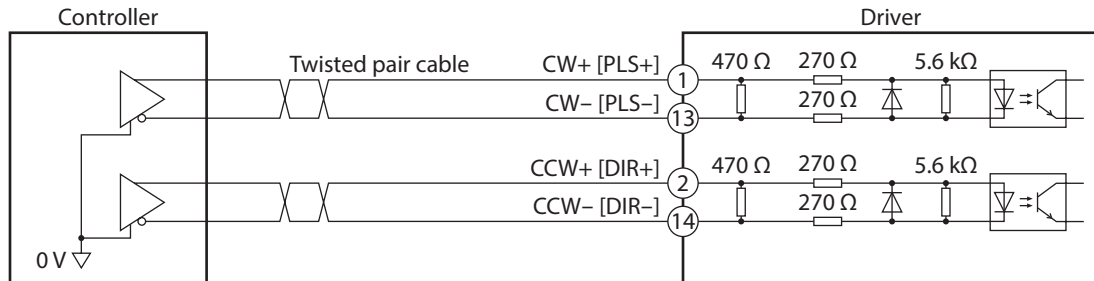 Controller
Driver
Twisted pair cable
CW+ [PLS+]
1
470 Ω
270 Ω
5.6 kΩ
CW– [PLS–]
13
270 Ω
CCW+ [DIR+]
2
470 Ω
270 Ω
5.6 kΩ
CCW– [DIR–]
14
270 Ω
0 V